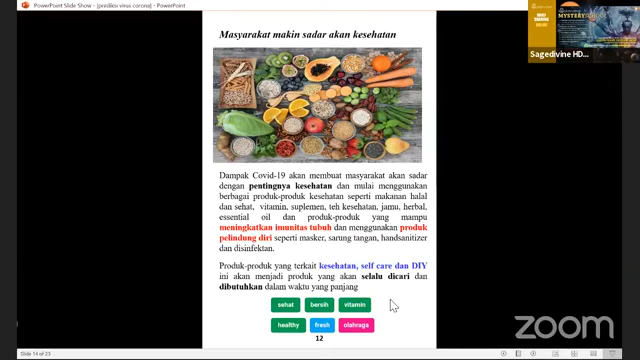 PowerPoint Slide Show - [prediksi virus corona] - PowerPoint
Masyarakat makin sadar akan kesehatan
Dampak Covid-19 akan membuat masyarakat akan sadar
dengan pentingnya kesehatan dan mulai menggunakan
berbagai produk-produk kesehatan seperti makanan halal
dan sehat, vitamin, suplemen, teh kesehatan, jamu, herbal,
essential oil dan produk-produk yang mampu
meningkatkan imunitas tubuh dan menggunakan produk
pelindung diri seperti masker, sarung tangan, handsanitizer
dan disinfektan.
Produk-produk yang terkait kesehatan, self care dan DIY
ini akan menjadi produk yang akan selalu dicari dan
dibutuhkan dalam waktu yang panjang
sehat bersih vitamin
healthy fresh olahraga
12
MYSTERY
Sagedivine HD...
zoom
Slide 14 of 23